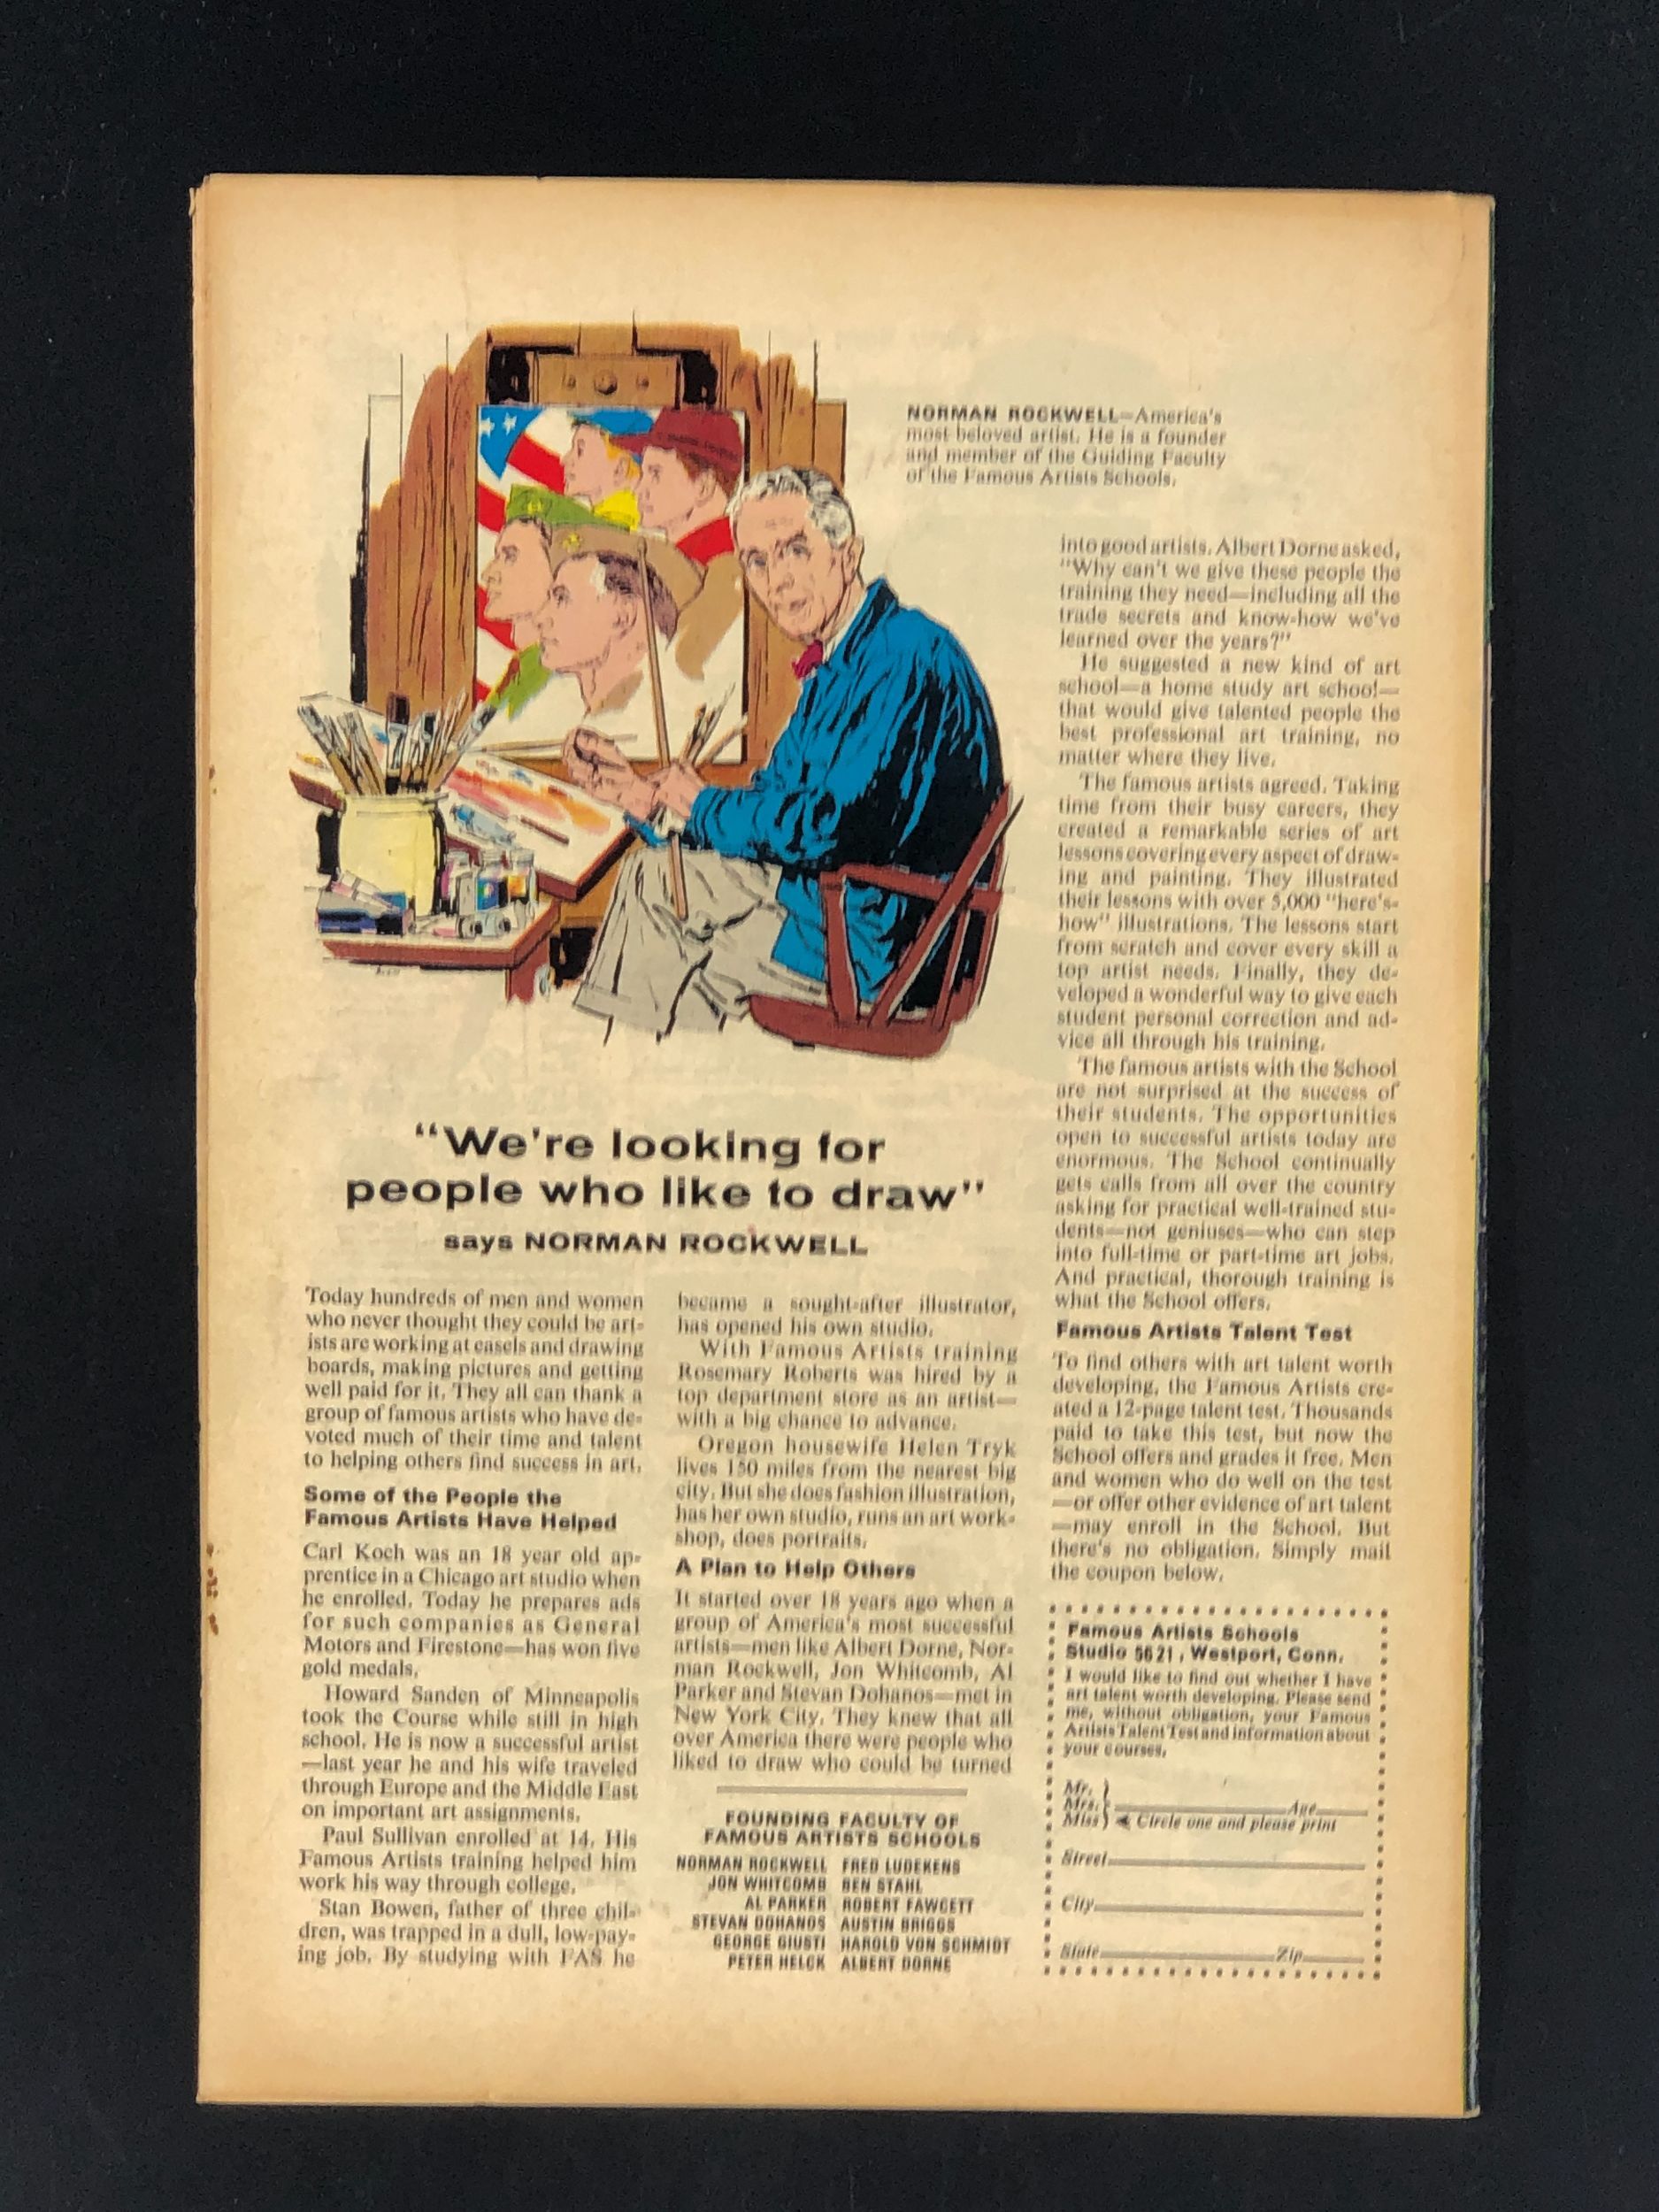 NORMAN ROCKWELL—America's
most beloved artist. He is a founder
and member of the Guiding Faculty
of the Famous Artists Schools.
"We're looking for
people who like to draw"
says NORMAN ROCKWELL
Today hundreds of men and women
who never thought they could be art-
ists are working at easels and drawing
boards, making pictures and getting
well paid for it. They all can thank a
group of famous artists who have de-
voted much of their time and talent
to helping others find success in art.
Some of the People the
Famous Artists Have Helped
Carl Koch was an 18 year old ap-
prentice in a Chicago art studio when
he enrolled. Today he prepares ads
for such companies as General
Motors and Firestone—has won five
gold medals.
Howard Sanden of Minneapolis
took the Course while still in high
school. He is now a successful artist
—last year he and his wife traveled
through Europe and the Middle East
on important art assignments.
Paul Sullivan enrolled at 14. His
Famous Artists training helped him
work his way through college.
Stan Bowen, father of three chil-
dren, was trapped in a dull, low-pay-
ing job. By studying with FAS he
became a sought-after illustrator,
has opened his own studio.
With Famous Artists training
Rosemary Roberts was hired by a
top department store as an artist—
with a big chance to advance.
Oregon housewife Helen Tryk
lives 150 miles from the nearest big
city. But she does fashion illustration,
has her own studio, runs an art work-
shop, does portraits.
A Plan to Help Others
It started over 18 years ago when a
group of America's most successful
artists—men like Albert Dorne, Nor-
man Rockwell, Jon Whitcomb, Al
Parker and Stevan Dohanos—met in
New York City. They knew that all
over America there were people who
liked to draw who could be turned
FOUNDING FACULTY OF
FAMOUS ARTISTS SCHOOLS
NORMAN ROCKWELL FRED LUDEKENS
JON WHITCOMB BEN STAHL
AL PARKER ROBERT FAWCETT
STEVAN DOHANOS AUSTIN BRIGGS
GEORGE GIUSTI HAROLD VON SCHMIDT
PETER HELCK ALBERT DORNE
into good artists. Albert Dorne asked,
"Why can't we give these people the
training they need—including all the
trade secrets and know-how we've
learned over the years?"
He suggested a new kind of art
school—a home study art school—
that would give talented people the
best professional art training, no
matter where they live.
The famous artists agreed. Taking
time from their busy careers, they
created a remarkable series of art
lessons covering every aspect of draw-
ing and painting. They illustrated
their lessons with over 5,000 "here's-
how" illustrations. The lessons start
from scratch and cover every skill a
top artist needs. Finally, they de-
veloped a wonderful way to give each
student personal correction and ad-
vice all through his training.
The famous artists with the School
are not surprised at the success of
their students. The opportunities
open to successful artists today are
enormous. The School continually
gets calls from all over the country
asking for practical well-trained stu-
dents—not geniuses—who can step
into full-time or part-time art jobs.
And practical, thorough training is
what the School offers.
Famous Artists Talent Test
To find others with art talent worth
developing, the Famous Artists cre-
ated a 12-page talent test. Thousands
paid to take this test, but now the
School offers and grades it free. Men
and women who do well on the test
—or offer other evidence of art talent
—may enroll in the School. But
there's no obligation. Simply mail
the coupon below.
Famous Artists Schools
Studio 5621, Westport, Conn.
I would like to find out whether I have
art talent worth developing. Please send
me, without obligation, your Famous
Artists Talent Test and information about
your courses.
Mr.
Mrs. Age
Miss Circle one and please print
Street
City
State Zip